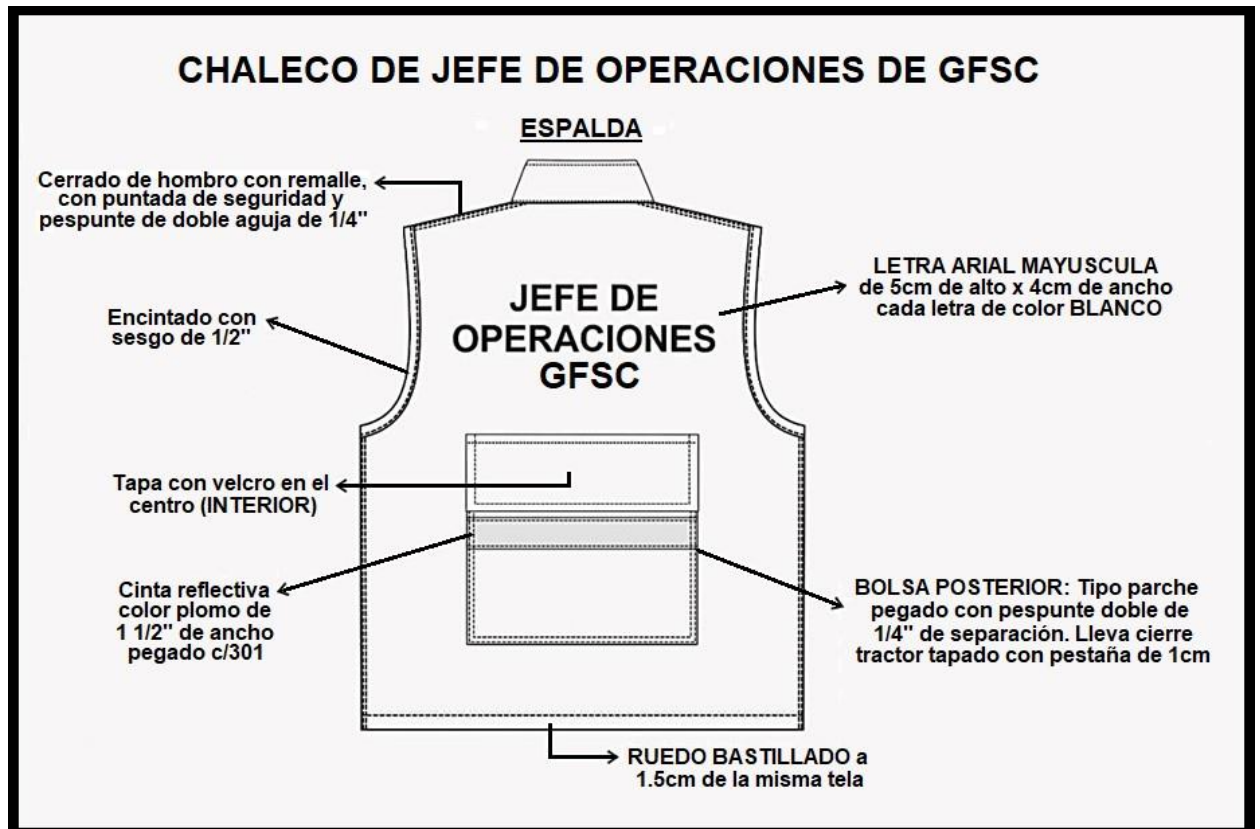 CHALECO DE JEFE DE OPERACIONES DE GFSC
ESPALDA
Cerrado de hombro con remalle,
con puntada de seguridad y
pespunte de doble aguja de 1/4"
LETRA ARIAL MAYUSCULA
de 5cm de alto x 4cm de ancho
cada letra de color BLANCO
JEFE DE
OPERACIONES
GFSC
Encintado con
sesgo de 1/2"
Tapa con velcro en el
centro (INTERIOR)
Cinta reflectiva
color plomo de
1 1/2" de ancho
pegado c/301
BOLSA POSTERIOR: Tipo parche
pegado con pespunte doble de
1/4" de separación. Lleva cierre
tractor tapado con pestaña de 1cm
RUEDO BASTILLADO a
1.5cm de la misma tela